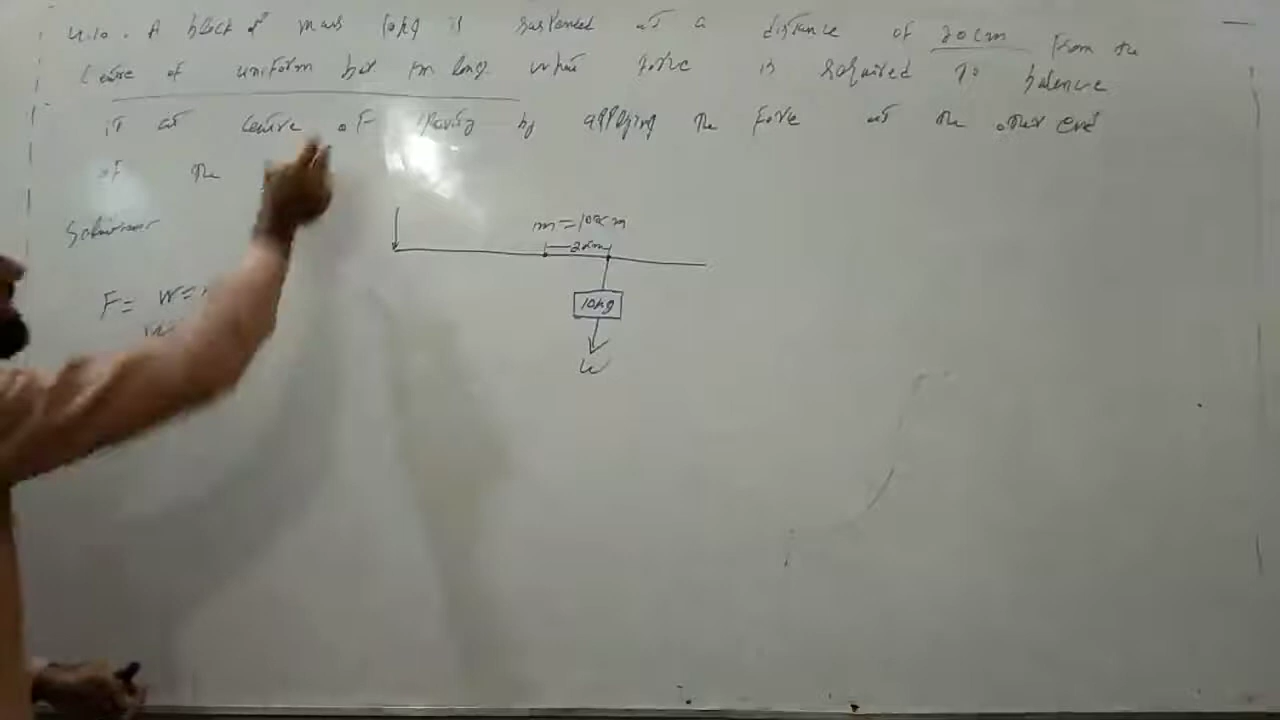 4.10. A block of mass 10kg is suspended at a distance of 20cm from the
Centre of uniform bar 1m long. What force is required to balance
it at centre of gravity by applying the force at the other end
of the
Solution
m=10
20cm
10kg
w
F= w=